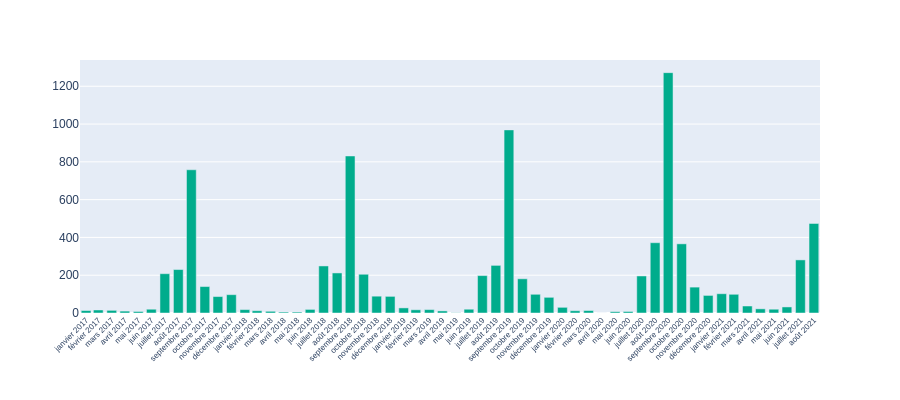 1200
1000
800
600
400
200
0
janvier 2017
février 2017
mars 2017
avril 2017
mai 2017
juin 2017
juillet 2017
août 2017
septembre 2017
octobre 2017
novembre 2017
décembre 2017
janvier 2018
février 2018
mars 2018
avril 2018
mai 2018
juin 2018
juillet 2018
août 2018
septembre 2018
octobre 2018
novembre 2018
décembre 2018
janvier 2019
février 2019
mars 2019
avril 2019
mai 2019
juin 2019
juillet 2019
août 2019
septembre 2019
octobre 2019
novembre 2019
décembre 2019
janvier 2020
février 2020
mars 2020
avril 2020
mai 2020
juin 2020
juillet 2020
août 2020
septembre 2020
octobre 2020
novembre 2020
décembre 2020
janvier 2021
février 2021
mars 2021
avril 2021
mai 2021
juin 2021
juillet 2021
août 2021